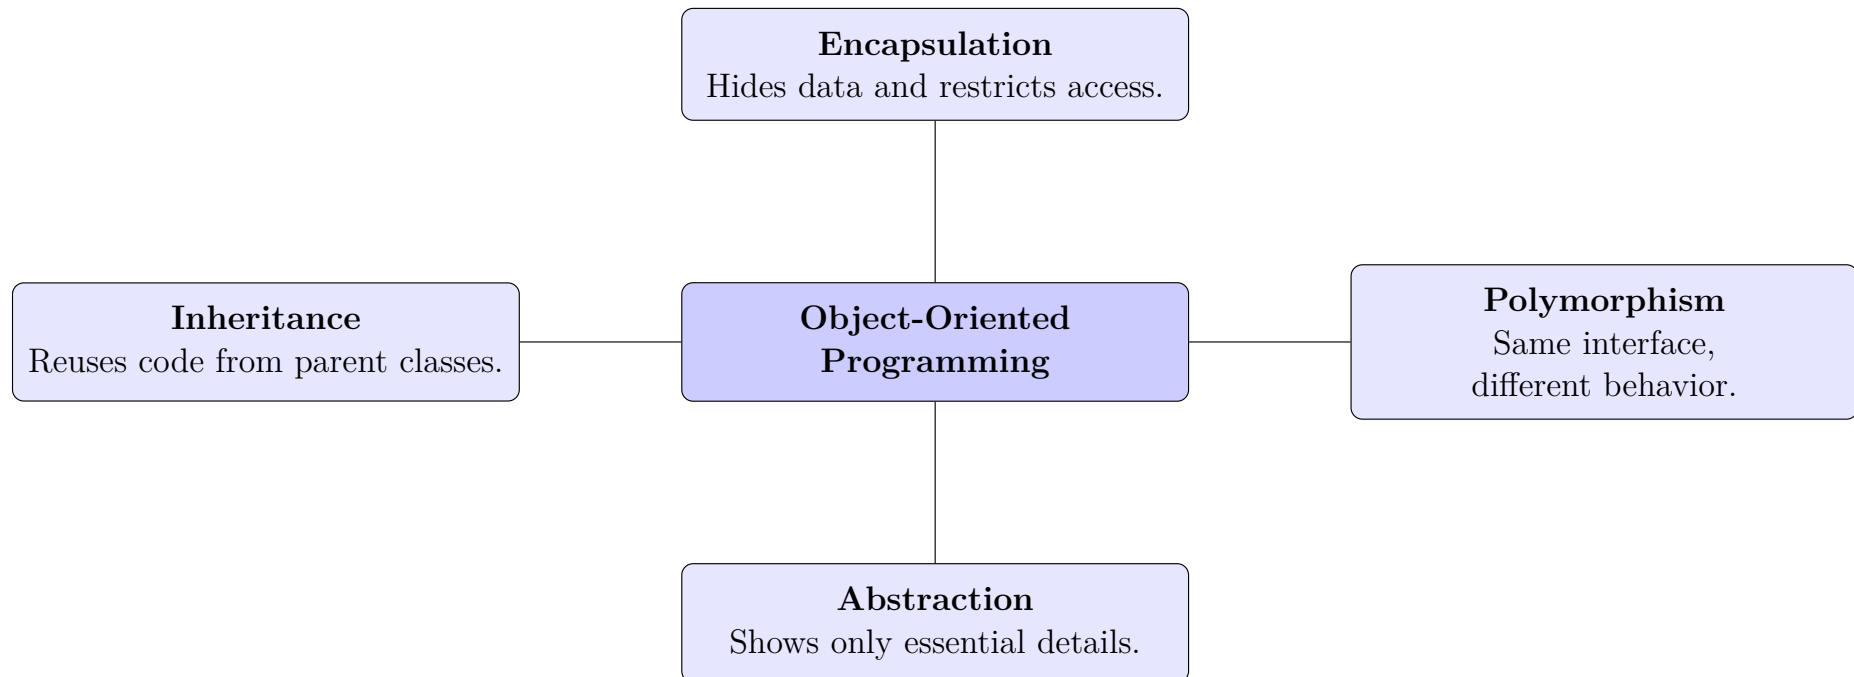 Encapsulation
Hides data and restricts access.
Inheritance
Reuses code from parent classes.
Object-Oriented
Programming
Polymorphism
Same interface,
different behavior.
Abstraction
Shows only essential details.